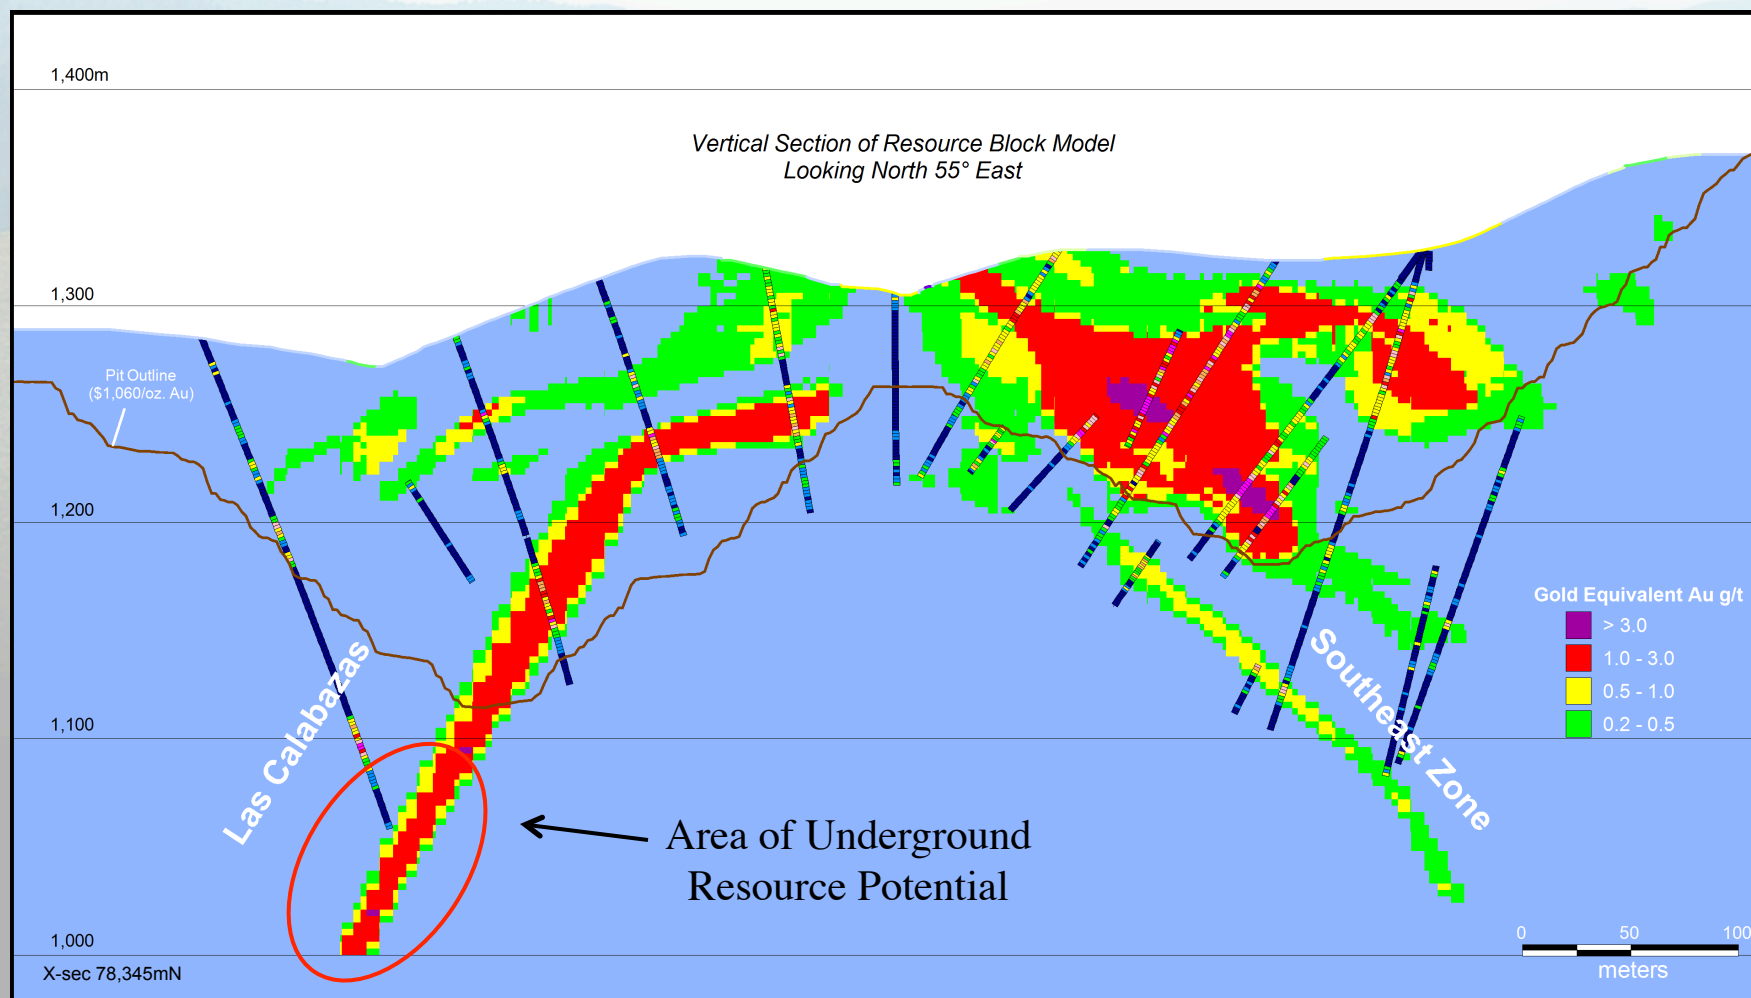 1,400m
Vertical Section of Resource Block Model
Looking North 55° East
1,300
Pit Outline
($1,060/oz. Au)
1,200
Gold Equivalent Au g/t
> 3.0
1.0 - 3.0
0.5 - 1.0
0.2 - 0.5
Las Calabazas
Southeast Zone
1,100
Area of Underground
Resource Potential
1,000
0 50 100
meters
X-sec 78,345mN